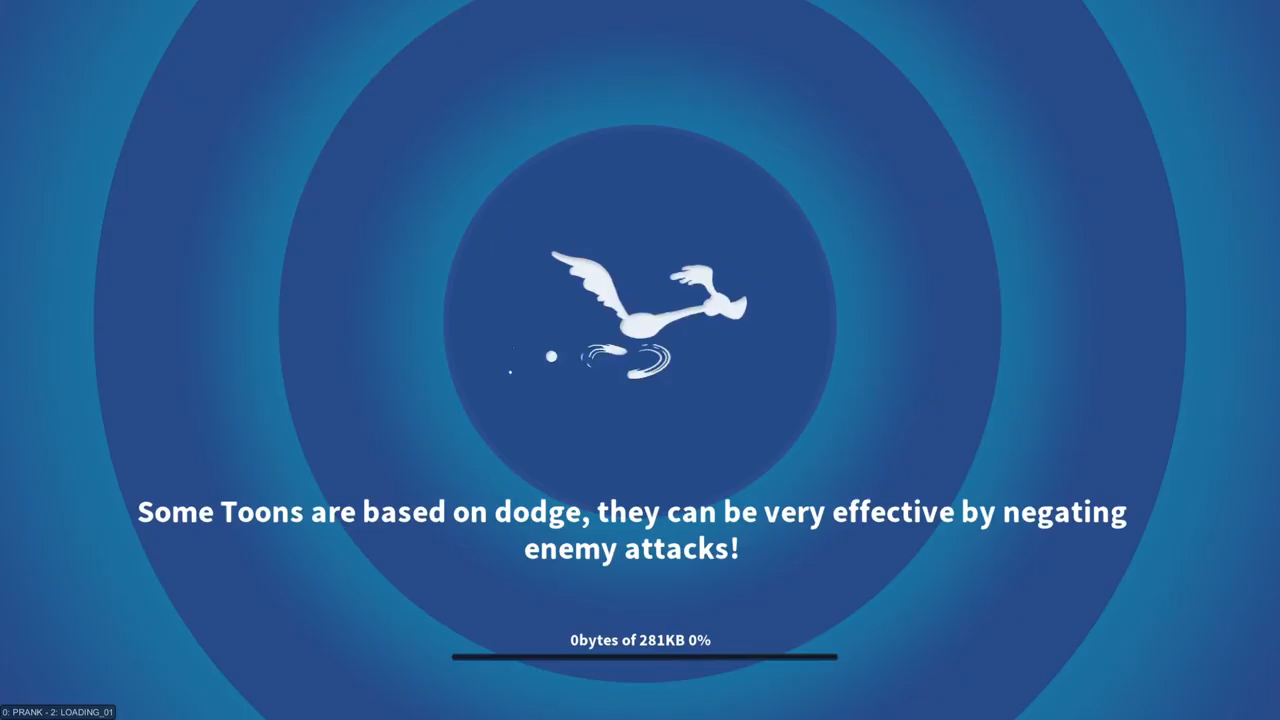 Some Toons are based on dodge, they can be very effective by negating
enemy attacks!
0bytes of 281KB 0%
0: PRANK - 2: LOADING_01